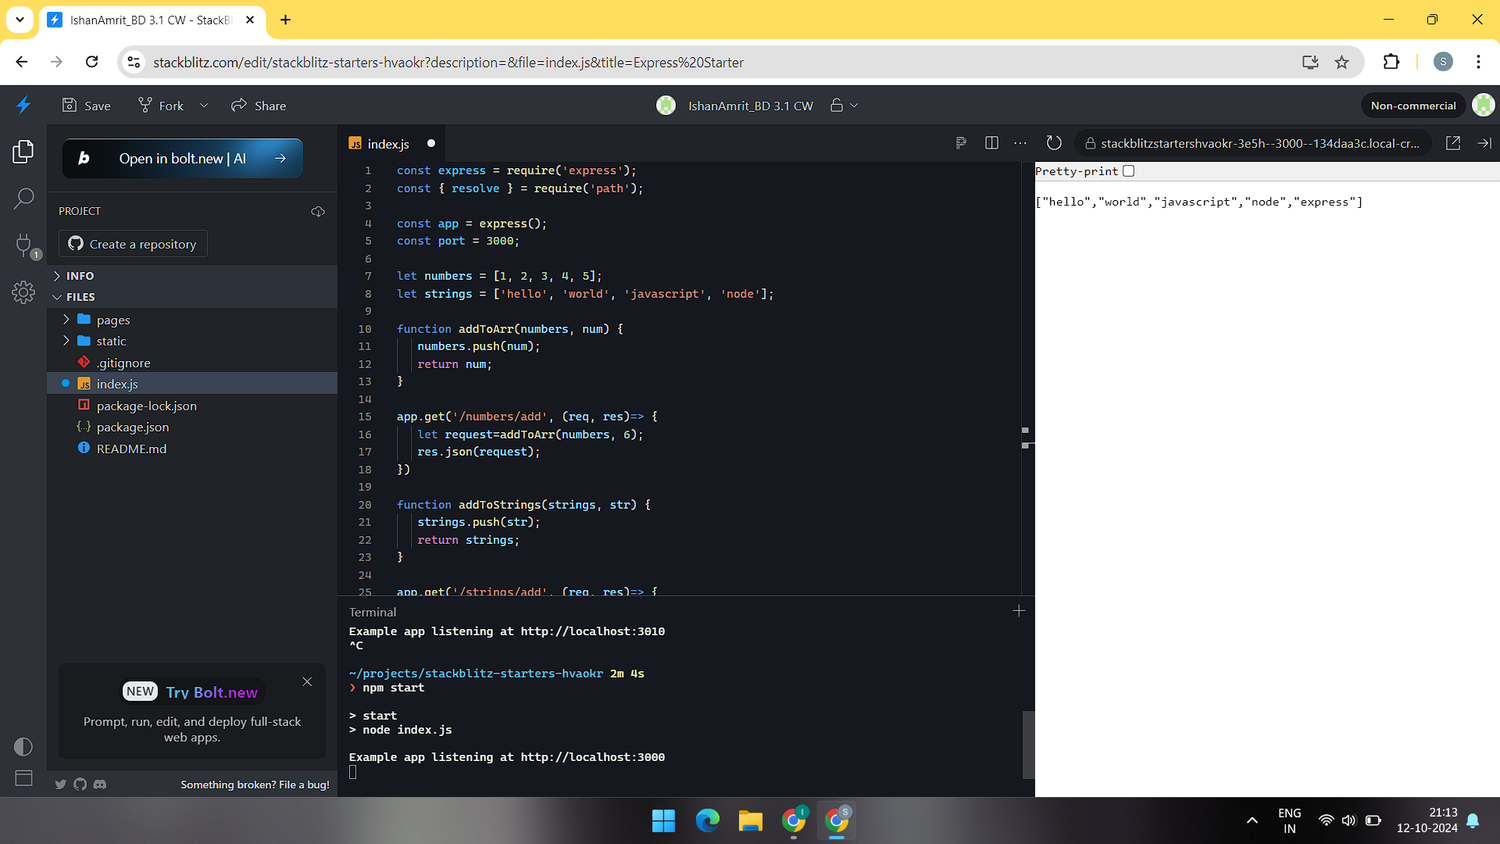 IshanAmrit_BD 3.1 CW - StackBl
stackblitz.com/edit/stackblitz-starters-hvaokr?description=&file=index.js&title=Express%20Starter
S
Save
Fork
Share
IshanAmrit_BD 3.1 CW
Non-commercial
b Open in bolt.new | AI
PROJECT
Create a repository
1
INFO
FILES
pages
static
.gitignore
JS index.js
package-lock.json
{..} package.json
README.md
NEW Try Bolt.new
Prompt, run, edit, and deploy full-stack
web apps.
Something broken? File a bug!
JS index.js
1 const express = require('express');
2 const { resolve } = require('path');
3
4 const app = express();
5 const port = 3000;
6
7 let numbers = [1, 2, 3, 4, 5];
8 let strings = ['hello', 'world', 'javascript', 'node'];
9
10 function addToArr(numbers, num) {
11 numbers.push(num);
12 return num;
13 }
14
15 app.get('/numbers/add', (req, res)=> {
16 let request=addToArr(numbers, 6);
17 res.json(request);
18 })
19
20 function addToStrings(strings, str) {
21 strings.push(str);
22 return strings;
23 }
24
25 app.get('/strings/add', (req, res)=> {
Terminal
Example app listening at http://localhost:3010
^C
~/projects/stackblitz-starters-hvaokr 2m 4s
❯ npm start
> start
> node index.js
Example app listening at http://localhost:3000
stackblitzstartershvaokr-3e5h--3000--134daa3c.local-cr...
Pretty-print
["hello","world","javascript","node","express"]
I
S
ENG
IN
21:13
12-10-2024